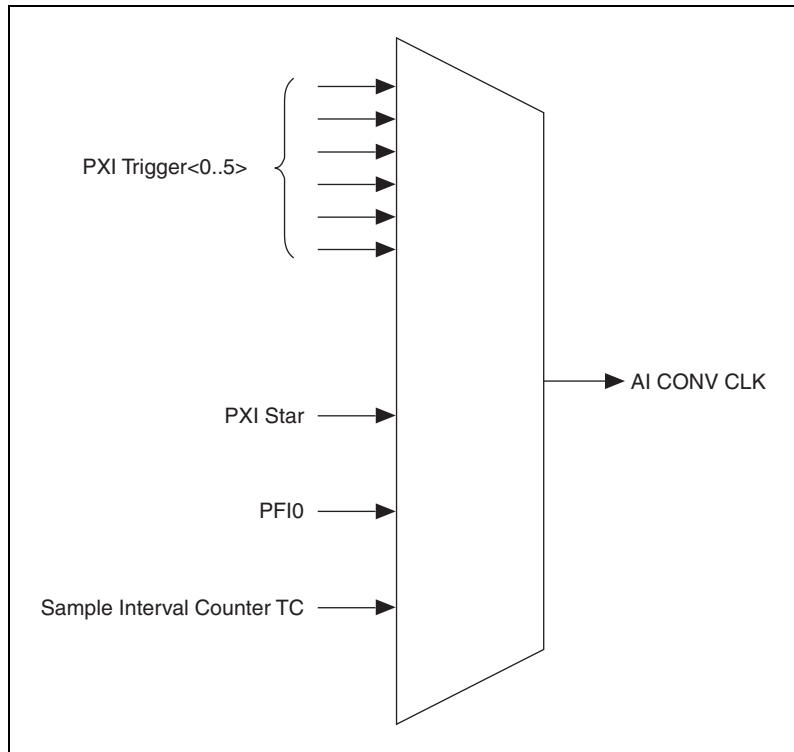 PXI Trigger<0..5>
AI CONV CLK
PXI Star
PFI0
Sample Interval Counter TC